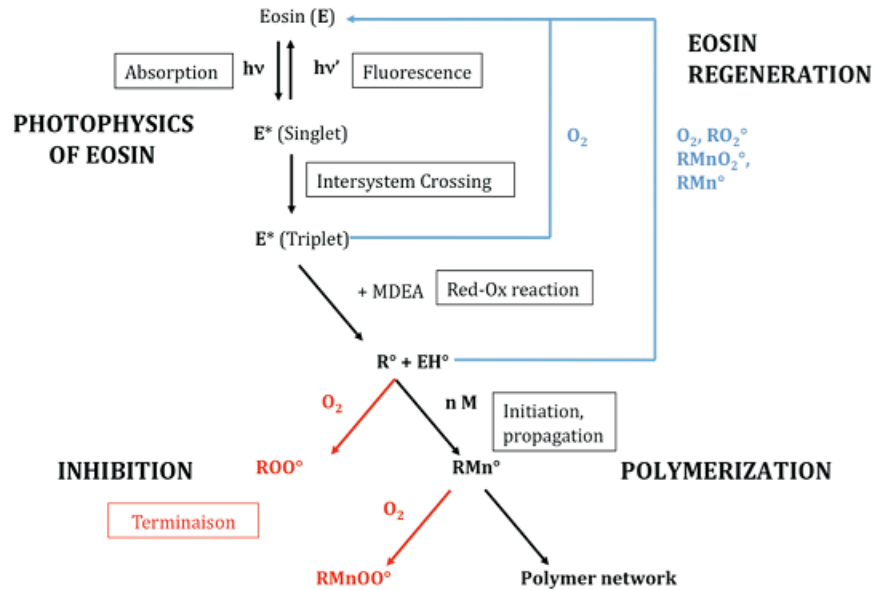 Eosin (E)
EOSIN
REGENERATION
Absorption
hν
hν'
Fluorescence
PHOTOPHYSICS
OF EOSIN
E* (Singlet)
O₂
O₂, RO₂°
RMnO₂°,
RMn°
Intersystem Crossing
E* (Triplet)
+ MDEA
Red-Ox reaction
R° + EH°
O₂
n M
Initiation,
propagation
INHIBITION
ROO°
RMn°
POLYMERIZATION
Terminaison
O₂
RMnOO°
Polymer network